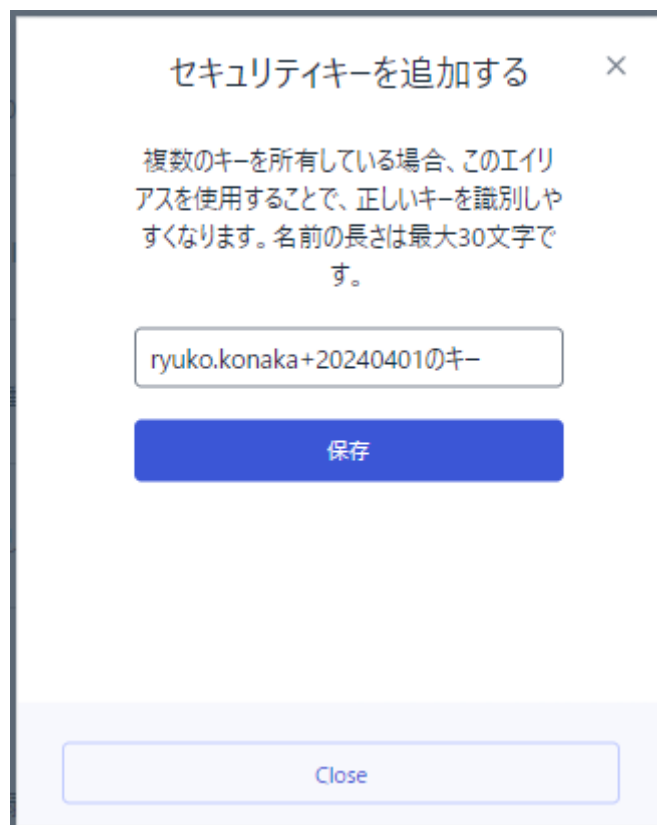 セキュリティキーを追加する
複数のキーを所有している場合、このエイリ
アスを使用することで、正しいキーを識別しや
すくなります。名前の長さは最大30文字で
す。
ryuko.konaka+20240401のキー
保存
Close